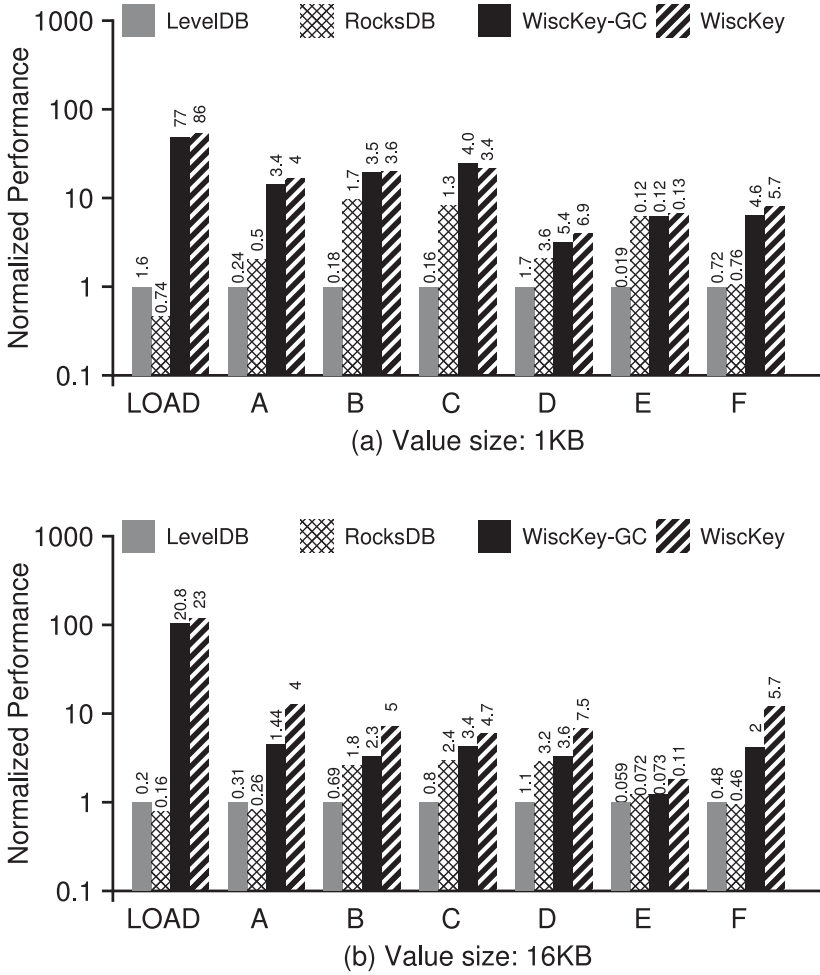 1000
LevelDB RocksDB WiscKey-GC WiscKey
100
10
1
0.1
Normalized Performance
1.6 0.74 77 86
0.24 0.5 3.4 4
0.18 1.7 3.5 3.6
0.16 1.3 4.0 3.4
1.7 3.6 5.4 6.9
0.019 0.12 0.12 0.13
0.72 0.76 4.6 5.7
LOAD A B C D E F
(a) Value size: 1KB
1000
LevelDB RocksDB WiscKey-GC WiscKey
100
10
1
0.1
Normalized Performance
0.2 0.16 20.8 23
0.31 0.26 1.44 4
0.69 1.8 2.3 5
0.8 2.4 3.4 4.7
1.1 3.2 3.6 7.5
0.059 0.072 0.073 0.11
0.48 0.46 2 5.7
LOAD A B C D E F
(b) Value size: 16KB